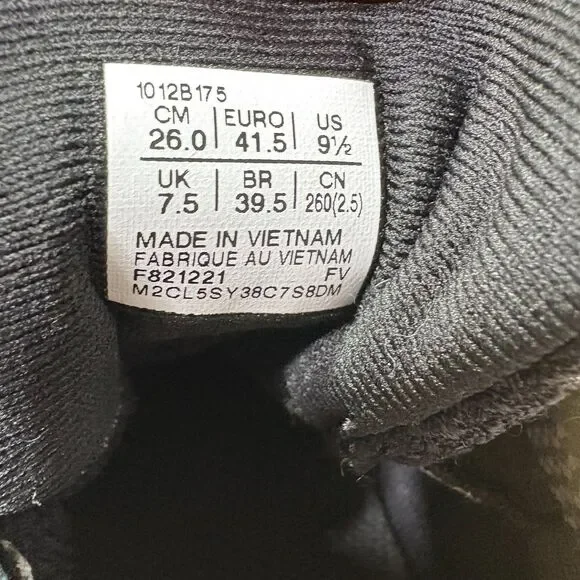 1012B175
CM | EURO | US
26.0 | 41.5 | 9½
UK | BR | CN
7.5 | 39.5 | 260(2.5)
MADE IN VIETNAM
FABRIQUE AU VIETNAM
F821221 FV
M2CL5SY38C7S8DM